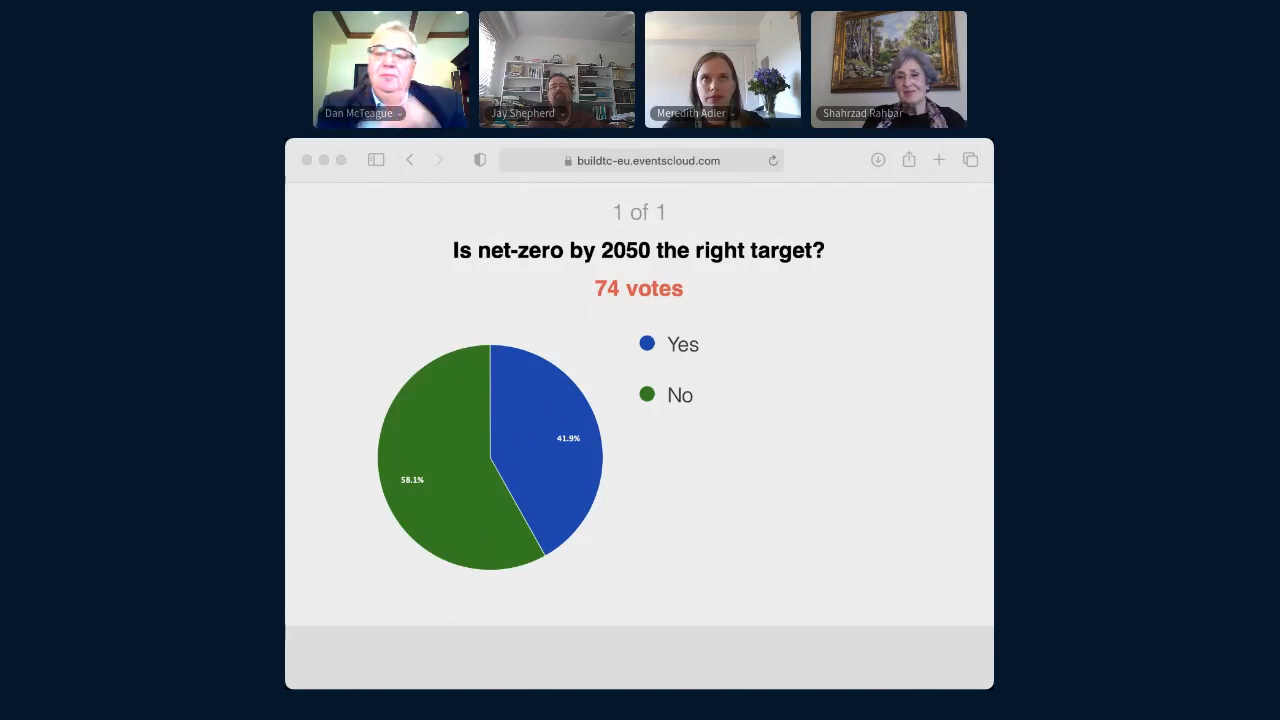 Dan McTeague
Jay Shepherd
Meredith Adler
Shahrzad Rahbar
buildtc-eu.eventscloud.com
1 of 1
Is net-zero by 2050 the right target?
74 votes
Yes
No
41.9%
58.1%